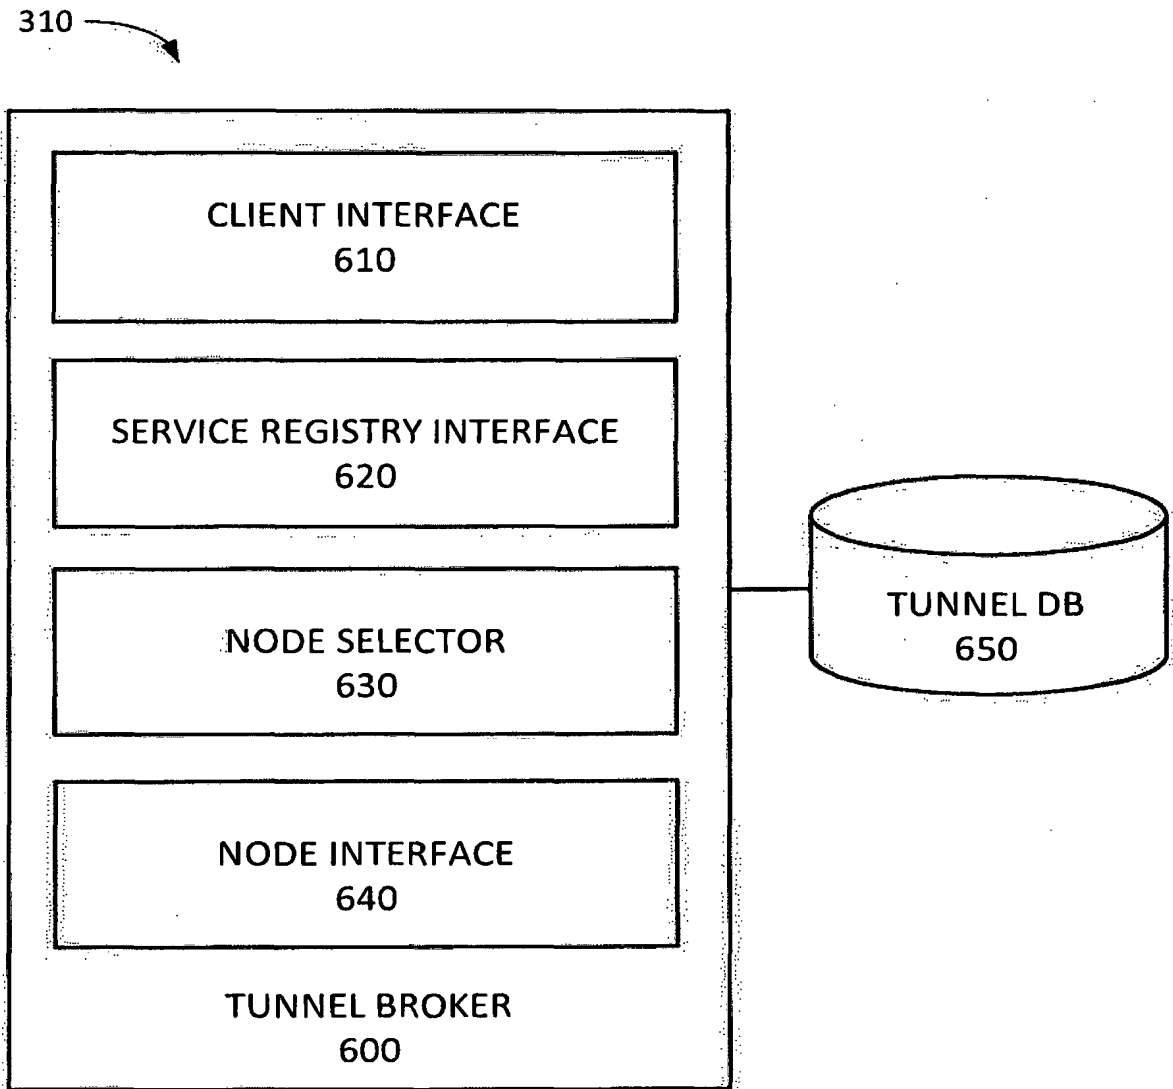 310
CLIENT INTERFACE
610
SERVICE REGISTRY INTERFACE
620
NODE SELECTOR
630
NODE INTERFACE
640
TUNNEL BROKER
600
TUNNEL DB
650